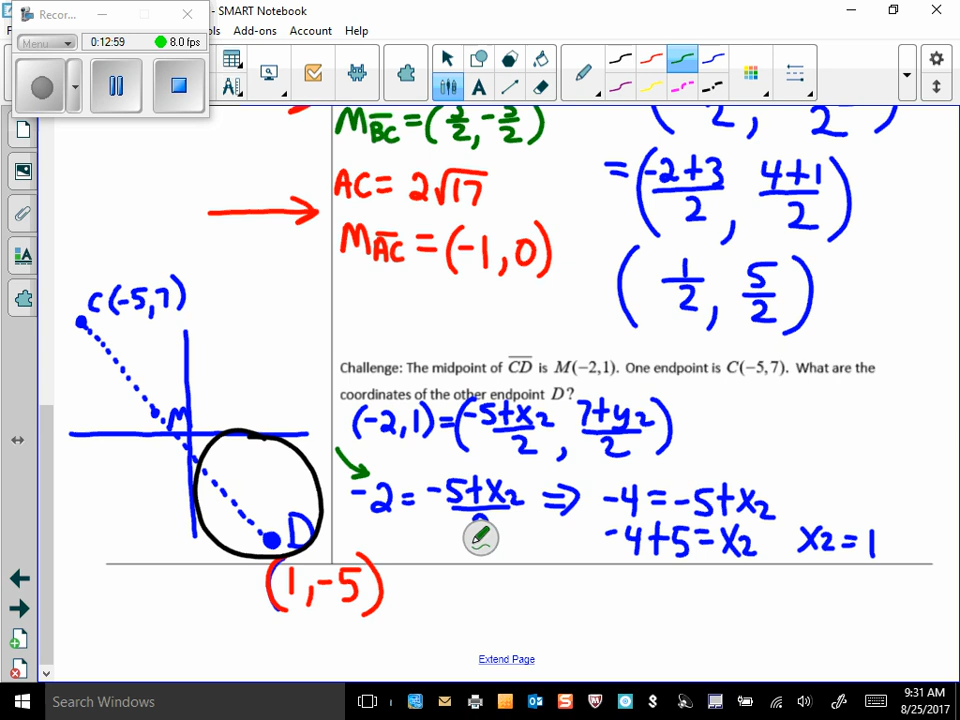 Recor...
- SMART Notebook
Menu
0:12:59
8.0 fps
Add-ons Account Help
M BC = (3/2, -3/2)
2, 2
AC = 2√17
= (-2+3/2, 4+1/2)
M AC = (-1, 0)
(1/2, 5/2)
C(-5,7)
M
D
(1,-5)
Challenge: The midpoint of CD is M(−2,1). One endpoint is C(−5,7). What are the
coordinates of the other endpoint D?
(-2,1) = (-5+x2/2, 7+y2/2)
-2 = -5+x2 ⇒ -4 = -5+x2
-4+5 = x2 x2 = 1
Extend Page
Search Windows
9:31 AM
8/25/2017